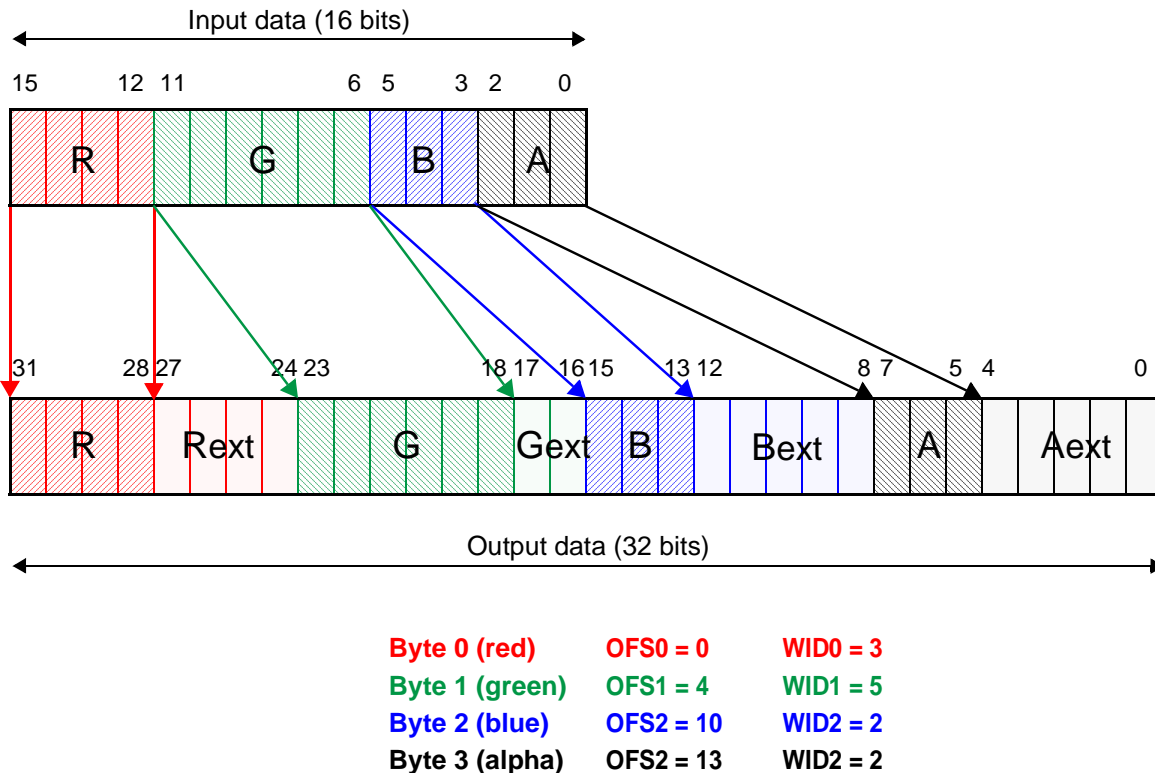 Input data (16 bits)
15 12 11 6 5 3 2 0
R G B A
31 28 27 24 23 18 17 16 15 13 12 8 7 5 4 0
R Rext G Gext B Bext A Aext
Output data (32 bits)
Byte 0 (red) OFS0 = 0 WID0 = 3
Byte 1 (green) OFS1 = 4 WID1 = 5
Byte 2 (blue) OFS2 = 10 WID2 = 2
Byte 3 (alpha) OFS2 = 13 WID2 = 2